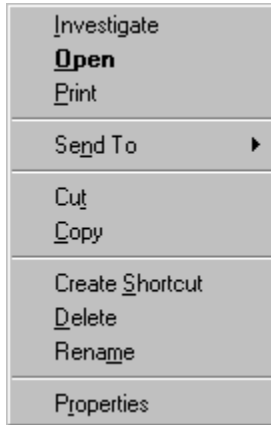 Investigate
Open
Print
Send To
Cut
Copy
Create Shortcut
Delete
Rename
Properties